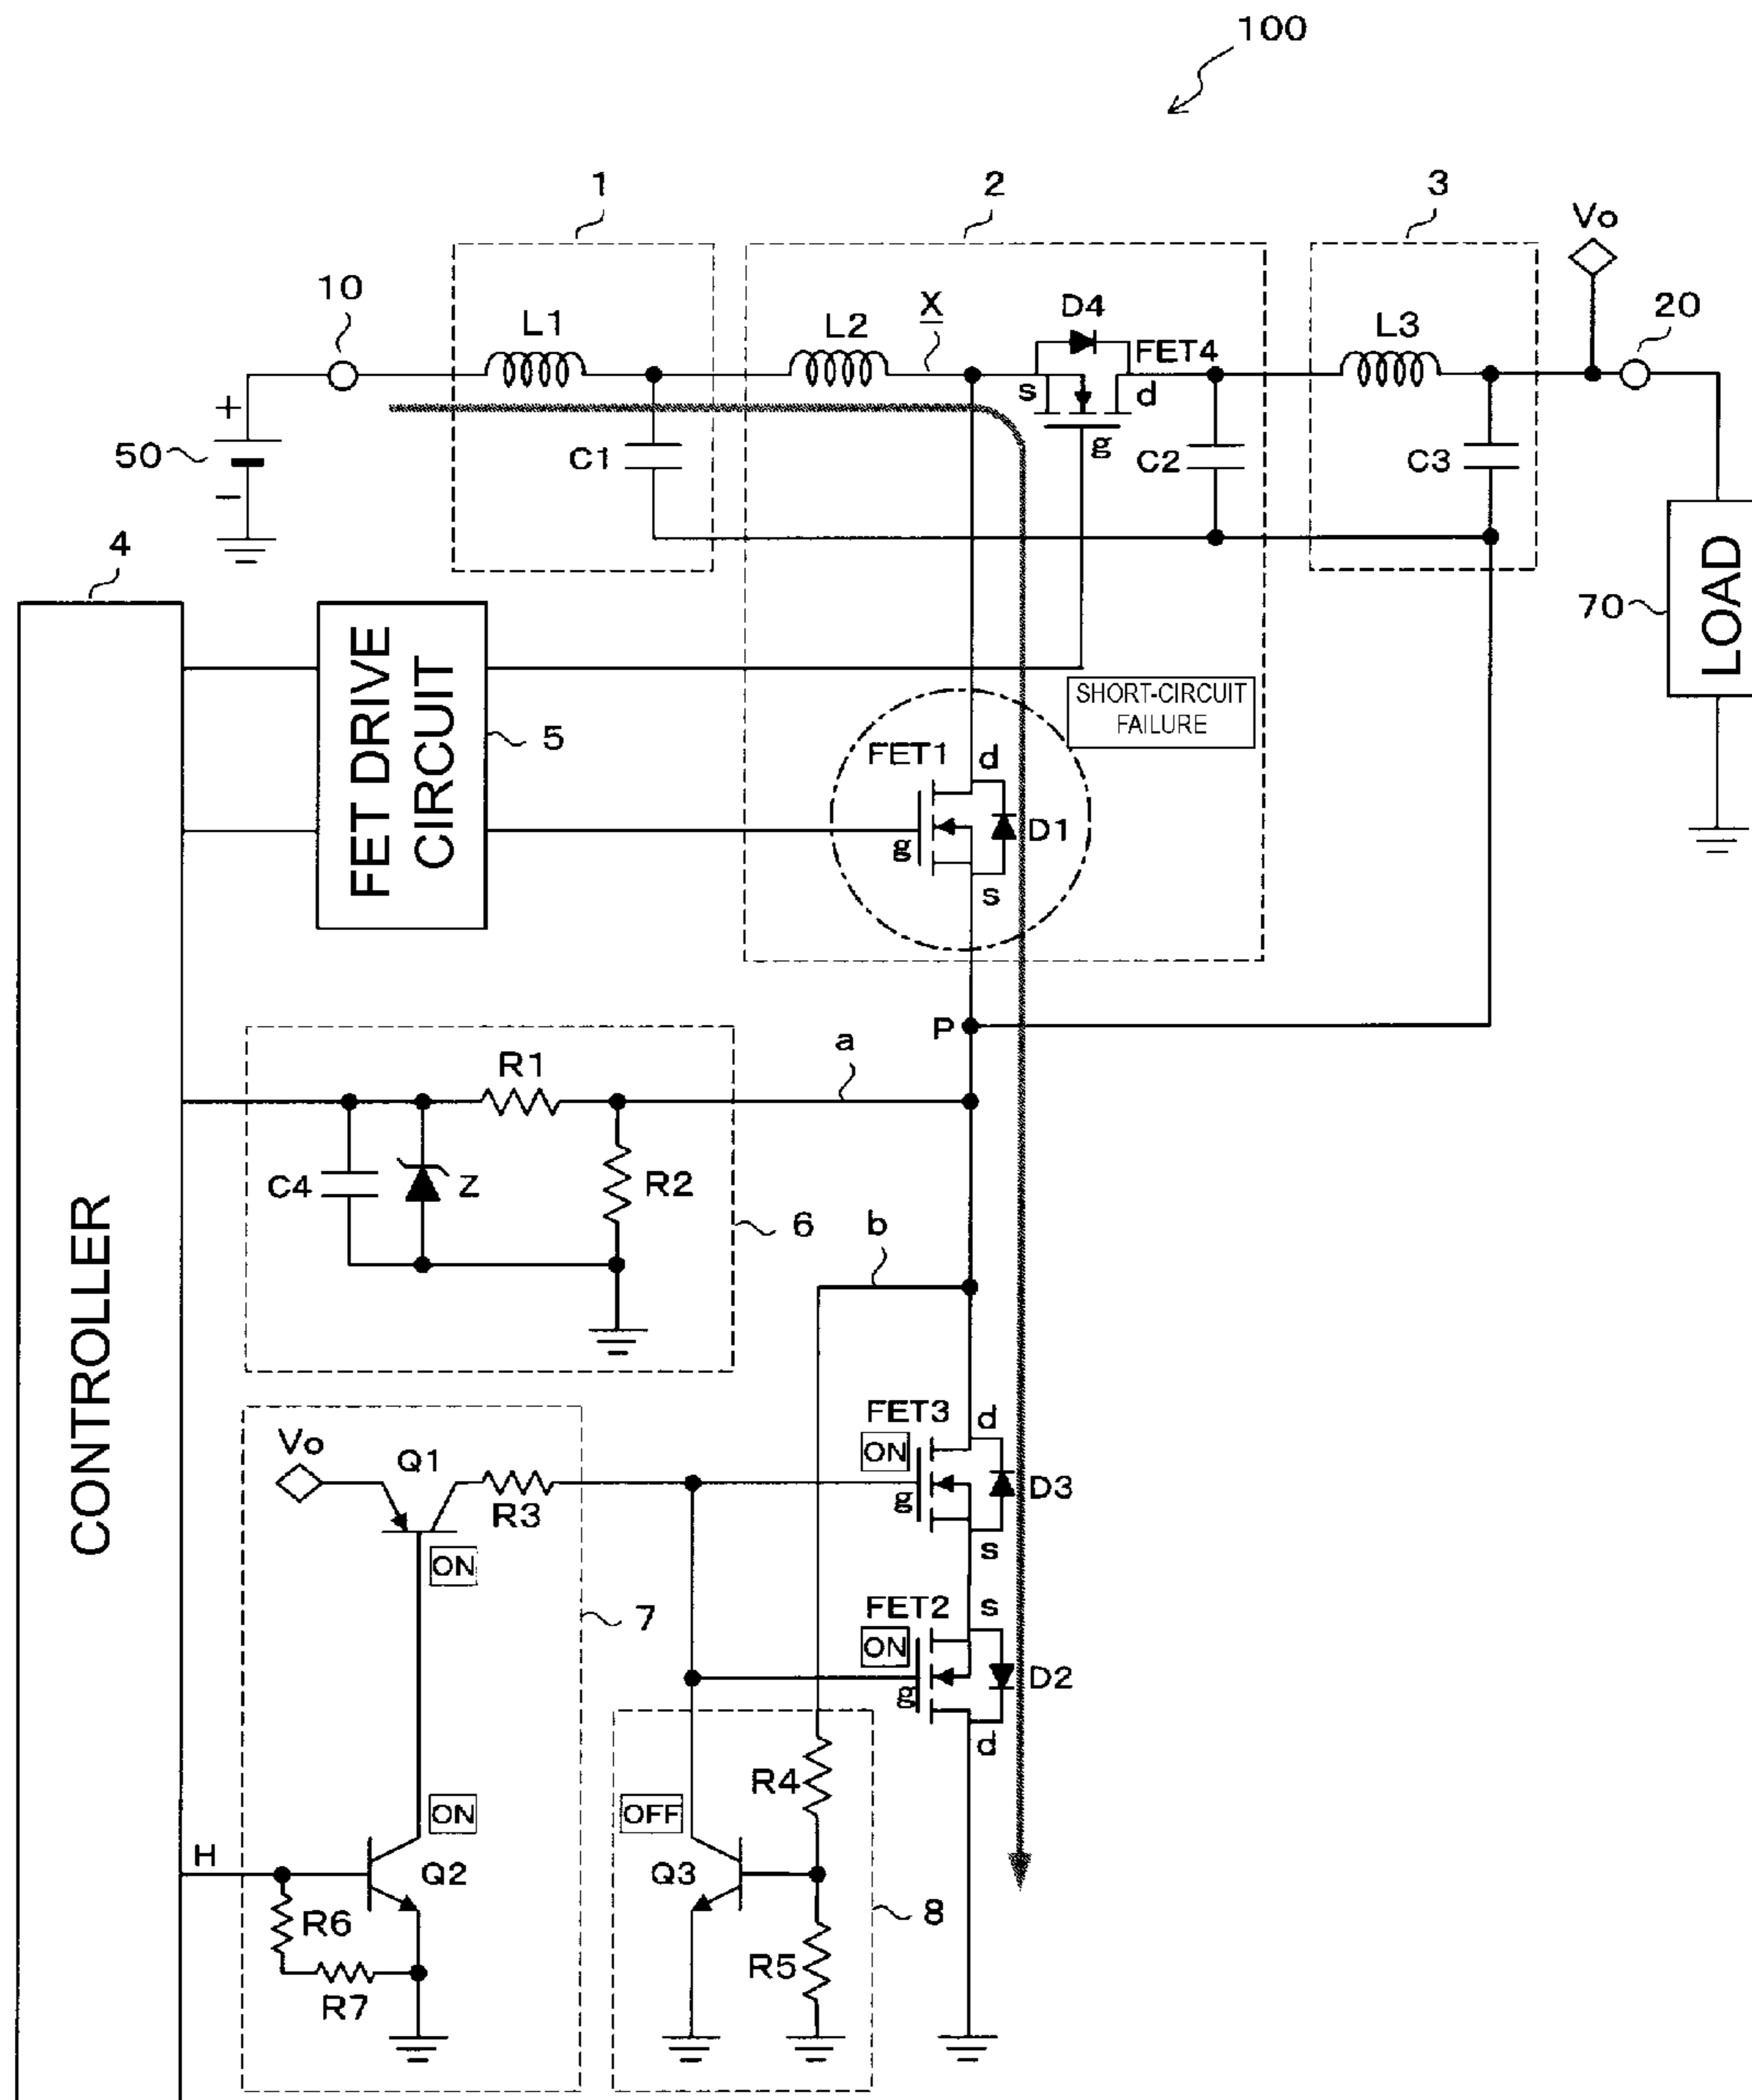 100
1
2
3
Vo
10
20
L1
L2
X
D4
FET4
L3
s
d
g
+
50
−
C1
C2
C3
4
70
LOAD
FET DRIVE
CIRCUIT
5
SHORT-CIRCUIT
FAILURE
FET1
d
g
D1
s
P
a
R1
C4
Z
R2
6
b
CONTROLLER
Vo
Q1
R3
ON
FET3
d
ON
g
D3
s
7
FET2
s
ON
g
D2
d
R4
ON
OFF
H
Q2
Q3
8
R6
R5
R7